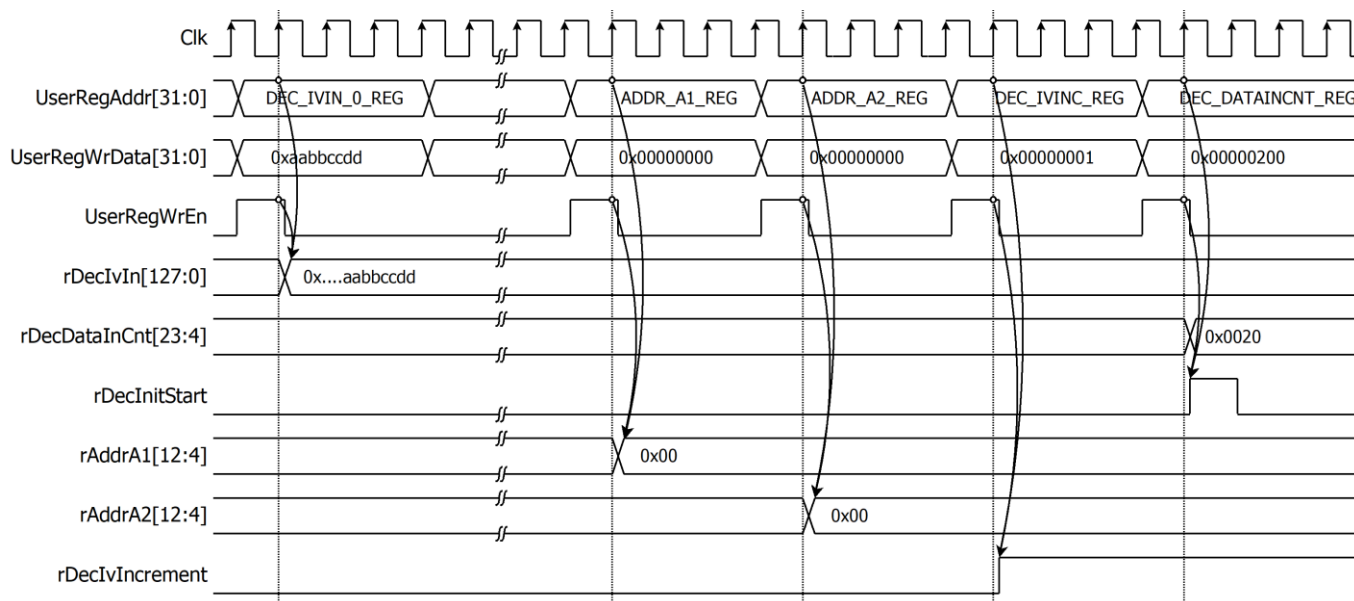 Clk
UserRegAddr[31:0] DEC_IVIN_0_REG ADDR_A1_REG ADDR_A2_REG DEC_IVINC_REG DEC_DATAINCNT_REG
UserRegWrData[31:0] 0xaabbccdd 0x00000000 0x00000000 0x00000001 0x00000200
UserRegWrEn
rDecIvIn[127:0] 0x....aabbccdd
rDecDataInCnt[23:4] 0x0020
rDecInitStart
rAddrA1[12:4] 0x00
rAddrA2[12:4] 0x00
rDecIvIncrement